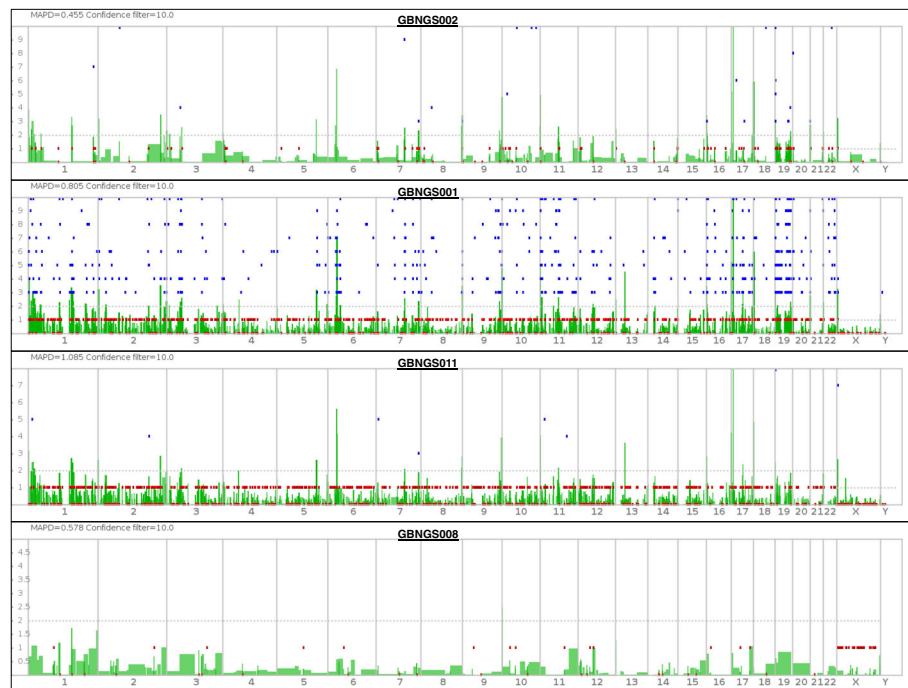 MAPD=0.455 Confidence filter=10.0
GBNGS002
9
8
7
6
5
4
3
2
1
1 2 3 4 5 6 7 8 9 10 11 12 13 14 15 16 17 18 19 20 21 22 X Y
MAPD=0.805 Confidence filter=10.0
GBNGS001
9
8
7
6
5
4
3
2
1
1 2 3 4 5 6 7 8 9 10 11 12 13 14 15 16 17 18 19 20 21 22 X Y
MAPD=1.085 Confidence filter=10.0
GBNGS011
7
6
5
4
3
2
1
1 2 3 4 5 6 7 8 9 10 11 12 13 14 15 16 17 18 19 20 21 22 X Y
MAPD=0.578 Confidence filter=10.0
GBNGS008
4.5
4
3.5
3
2.5
2
1.5
1
0.5
1 2 3 4 5 6 7 8 9 10 11 12 13 14 15 16 17 18 19 20 21 22 X Y